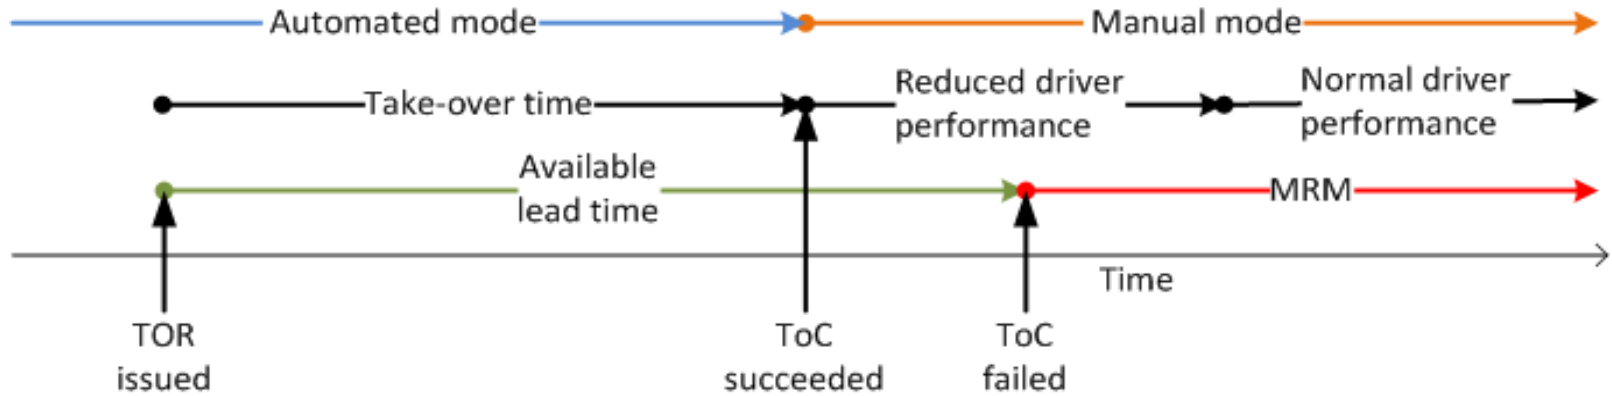 Automated mode
Manual mode
Take-over time
Reduced driver
performance
Normal driver
performance
Available
lead time
MRM
Time
TOR
issued
ToC
succeeded
ToC
failed